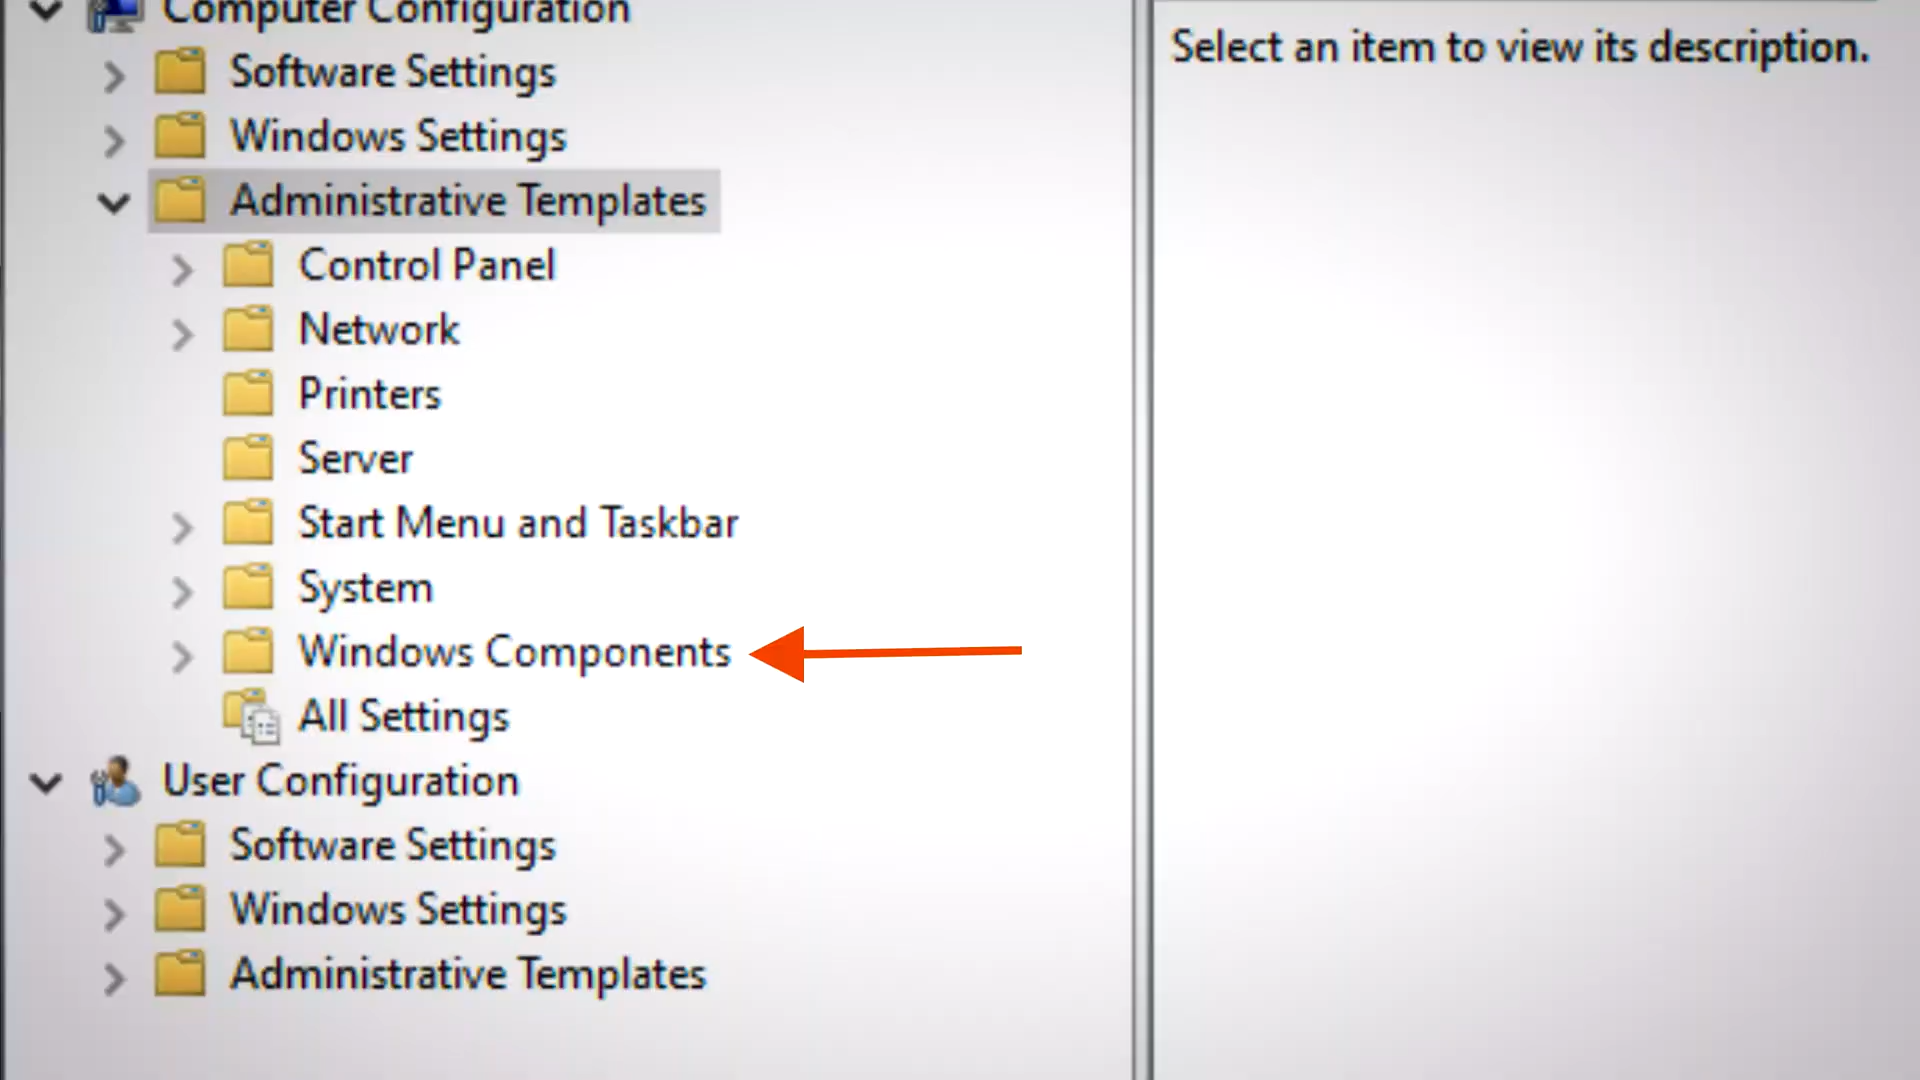 Computer Configuration
Software Settings
Windows Settings
Administrative Templates
Control Panel
Network
Printers
Server
Start Menu and Taskbar
System
Windows Components
All Settings
User Configuration
Software Settings
Windows Settings
Administrative Templates
Select an item to view its description.